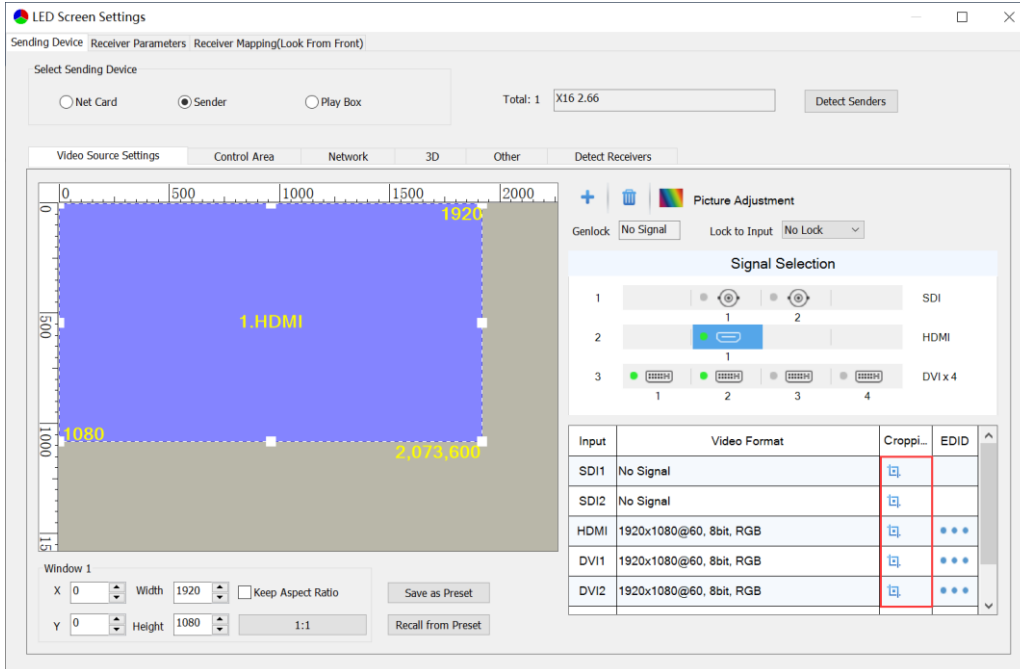 LED Screen Settings
Sending Device Receiver Parameters Receiver Mapping(Look From Front)
Select Sending Device
Net Card Sender Play Box
Total: 1 X16 2.66 Detect Senders
Video Source Settings Control Area Network 3D Other Detect Receivers
0 500 1000 1500 2000
0
500
1000
15
1920
1.HDMI
1080
2,073,600
Picture Adjustment
Genlock No Signal Lock to Input No Lock
Signal Selection
1 SDI
1 2
2 HDMI
1
3 DVI x 4
1 2 3 4
Input Video Format Croppi... EDID
SDI1 No Signal
SDI2 No Signal
HDMI 1920x1080@60, 8bit, RGB
DVI1 1920x1080@60, 8bit, RGB
DVI2 1920x1080@60, 8bit, RGB
Window 1
X 0 Width 1920 Keep Aspect Ratio Save as Preset
Y 0 Height 1080 1:1 Recall from Preset